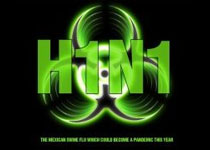 H1N1
THE MEXICAN SWINE FLU WHICH COULD BECOME A PANDEMIC THIS YEAR